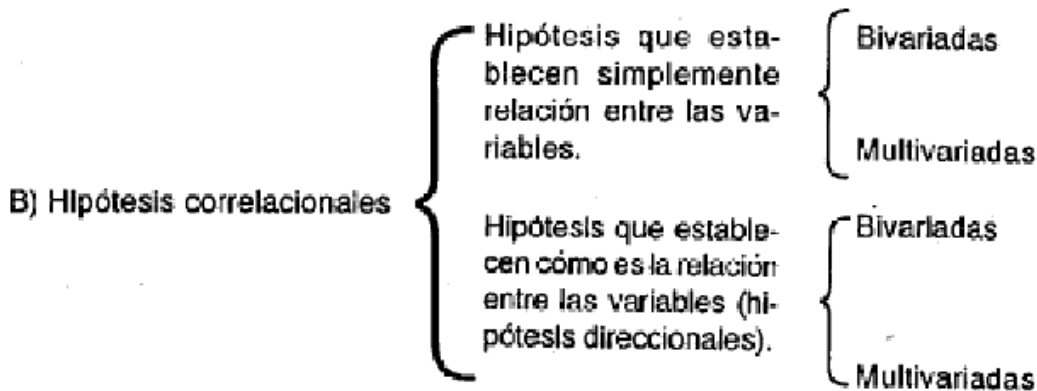 B) Hipótesis correlacionales
Hipótesis que esta-
blecen simplemente
relación entre las va-
riables.
Bivariadas
Multivariadas
Hipótesis que estable-
cen cómo es la relación
entre las variables (hi-
pótesis direccionales).
Bivariadas
Multivariadas